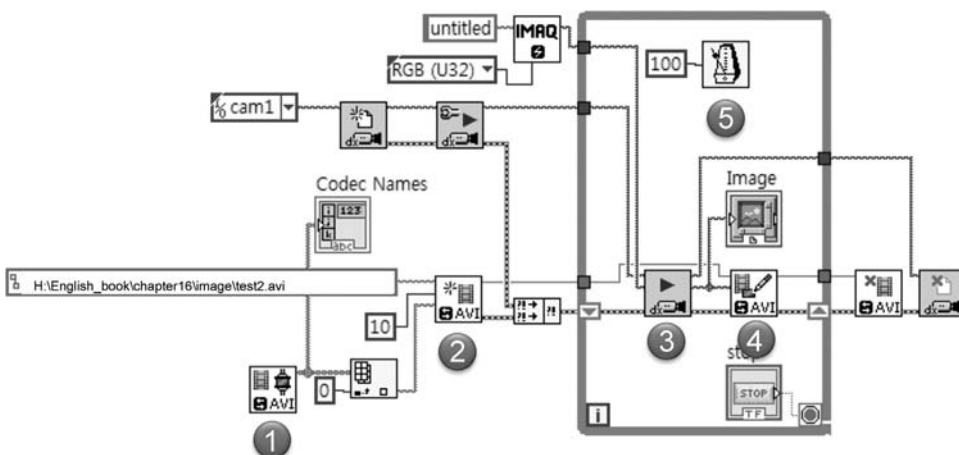 untitled
IMAQ
RGB (U32)
100
cam1
5
Codec Names
Image
i
j
k
123
abc
H:\English_book\chapter16\image\test2.avi
10
AVI
2
3
AVI
4
AVI
0
AVI
1
stop
STOP
TF
i